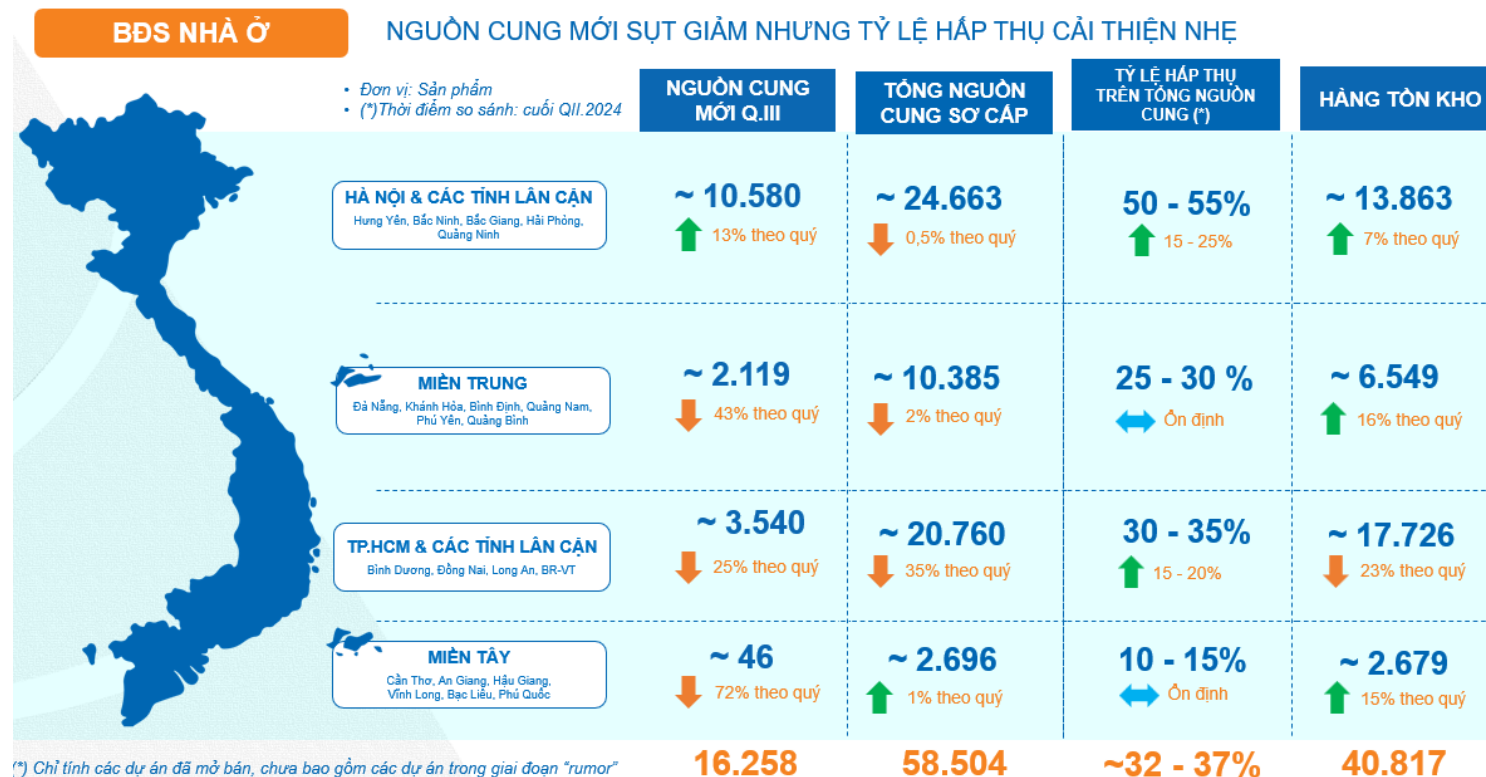 BĐS NHÀ Ở
NGUỒN CUNG MỚI SỤT GIẢM NHƯNG TỶ LỆ HẤP THỤ CẢI THIỆN NHẸ
• Đơn vị: Sản phẩm
• (*)Thời điểm so sánh: cuối QII.2024
NGUỒN CUNG
MỚI Q.III
TỔNG NGUỒN
CUNG SƠ CẤP
TỶ LỆ HẤP THỤ
TRÊN TỔNG NGUỒN
CUNG (*)
HÀNG TỒN KHO
HÀ NỘI & CÁC TỈNH LÂN CẬN
Hưng Yên, Bắc Ninh, Bắc Giang, Hải Phòng,
Quảng Ninh
~ 10.580
13% theo quý
~ 24.663
0,5% theo quý
50 - 55%
15 - 25%
~ 13.863
7% theo quý
MIỀN TRUNG
Đà Nẵng, Khánh Hòa, Bình Định, Quảng Nam,
Phú Yên, Quảng Bình
~ 2.119
43% theo quý
~ 10.385
2% theo quý
25 - 30 %
Ổn định
~ 6.549
16% theo quý
TP.HCM & CÁC TỈNH LÂN CẬN
Bình Dương, Đồng Nai, Long An, BR-VT
~ 3.540
25% theo quý
~ 20.760
35% theo quý
30 - 35%
15 - 20%
~ 17.726
23% theo quý
MIỀN TÂY
Cần Thơ, An Giang, Hậu Giang,
Vĩnh Long, Bạc Liêu, Phú Quốc
~ 46
72% theo quý
~ 2.696
1% theo quý
10 - 15%
Ổn định
~ 2.679
15% theo quý
(*) Chỉ tính các dự án đã mở bán, chưa bao gồm các dự án trong giai đoạn “rumor”
16.258
58.504
~32 - 37%
40.817